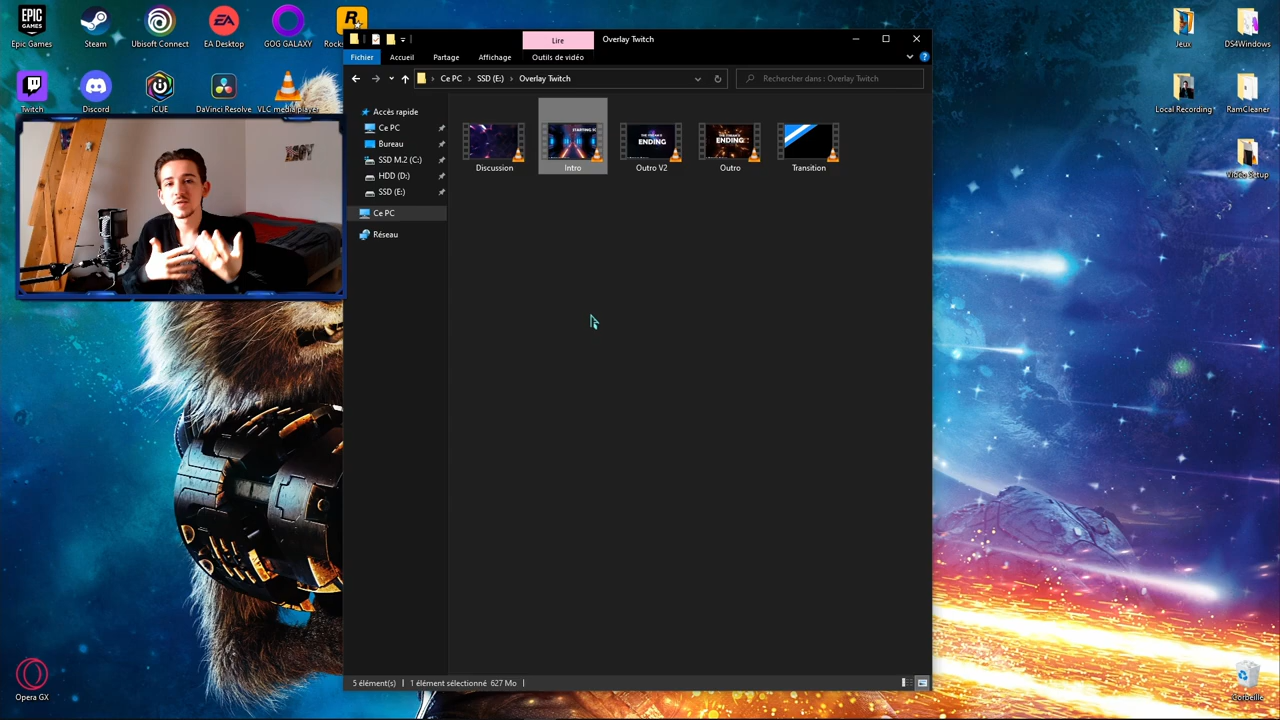 Epic Games
Steam
Ubisoft Connect
EA Desktop
GOG GALAXY
Rocks
Twitch
Discord
iCUE
DaVinci Resolve
VLC media player
Lire
Overlay Twitch
Fichier
Accueil
Partage
Affichage
Outils de vidéo
Ce PC > SSD (E:) > Overlay Twitch
Rechercher dans : Overlay Twitch
Accès rapide
Ce PC
Bureau
SSD M.2 (C:)
HDD (D:)
SSD (E:)
Ce PC
Réseau
ENDING
ENDING
Discussion
Intro
Outro V2
Outro
Transition
5 élément(s)
1 élément sélectionné 627 Mo
Jeux
DS4Windows
Local Recording
RamCleaner
Opera GX
Corbeille